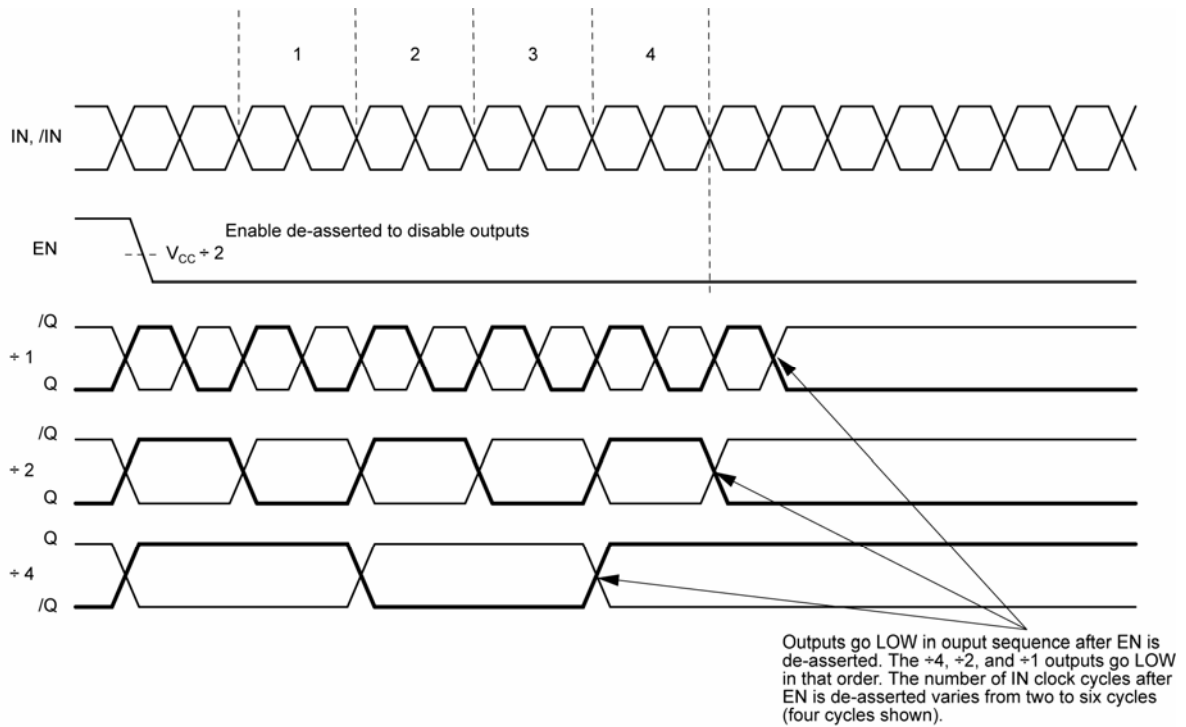 1 2 3 4
IN, /IN
EN
Enable de-asserted to disable outputs
VCC ÷ 2
/Q
÷ 1
Q
/Q
÷ 2
Q
Q
÷ 4
/Q
Outputs go LOW in ouput sequence after EN is
de-asserted. The ÷4, ÷2, and ÷1 outputs go LOW
in that order. The number of IN clock cycles after
EN is de-asserted varies from two to six cycles
(four cycles shown).